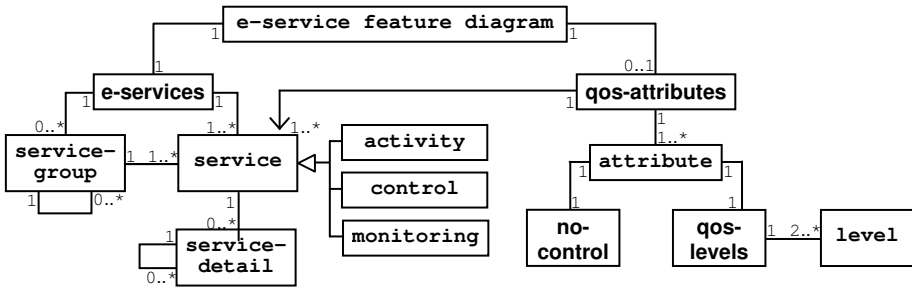 e-service feature diagram
1
1
1
0..1
e-services
qos-attributes
1
1
1
1
0..*
1..*
1..*
1..*
service-
group
1
1..*
service
activity
control
monitoring
attribute
1
1
1
0..*
1
0..*
1
1
service-
detail
1
0..*
no-
control
qos-
levels
1
2..*
level